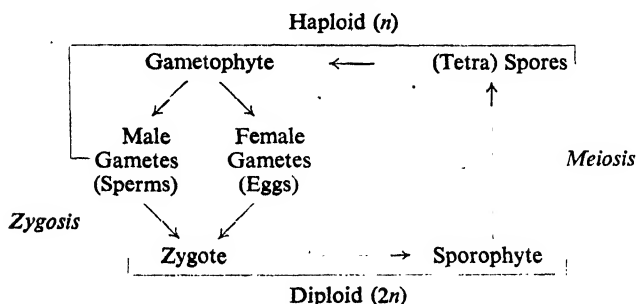 Haploid (n)
Gametophyte (Tetra) Spores
Male Female
Gametes Gametes Meiosis
(Sperms) (Eggs)
Zygosis
Zygote Sporophyte
Diploid (2n)